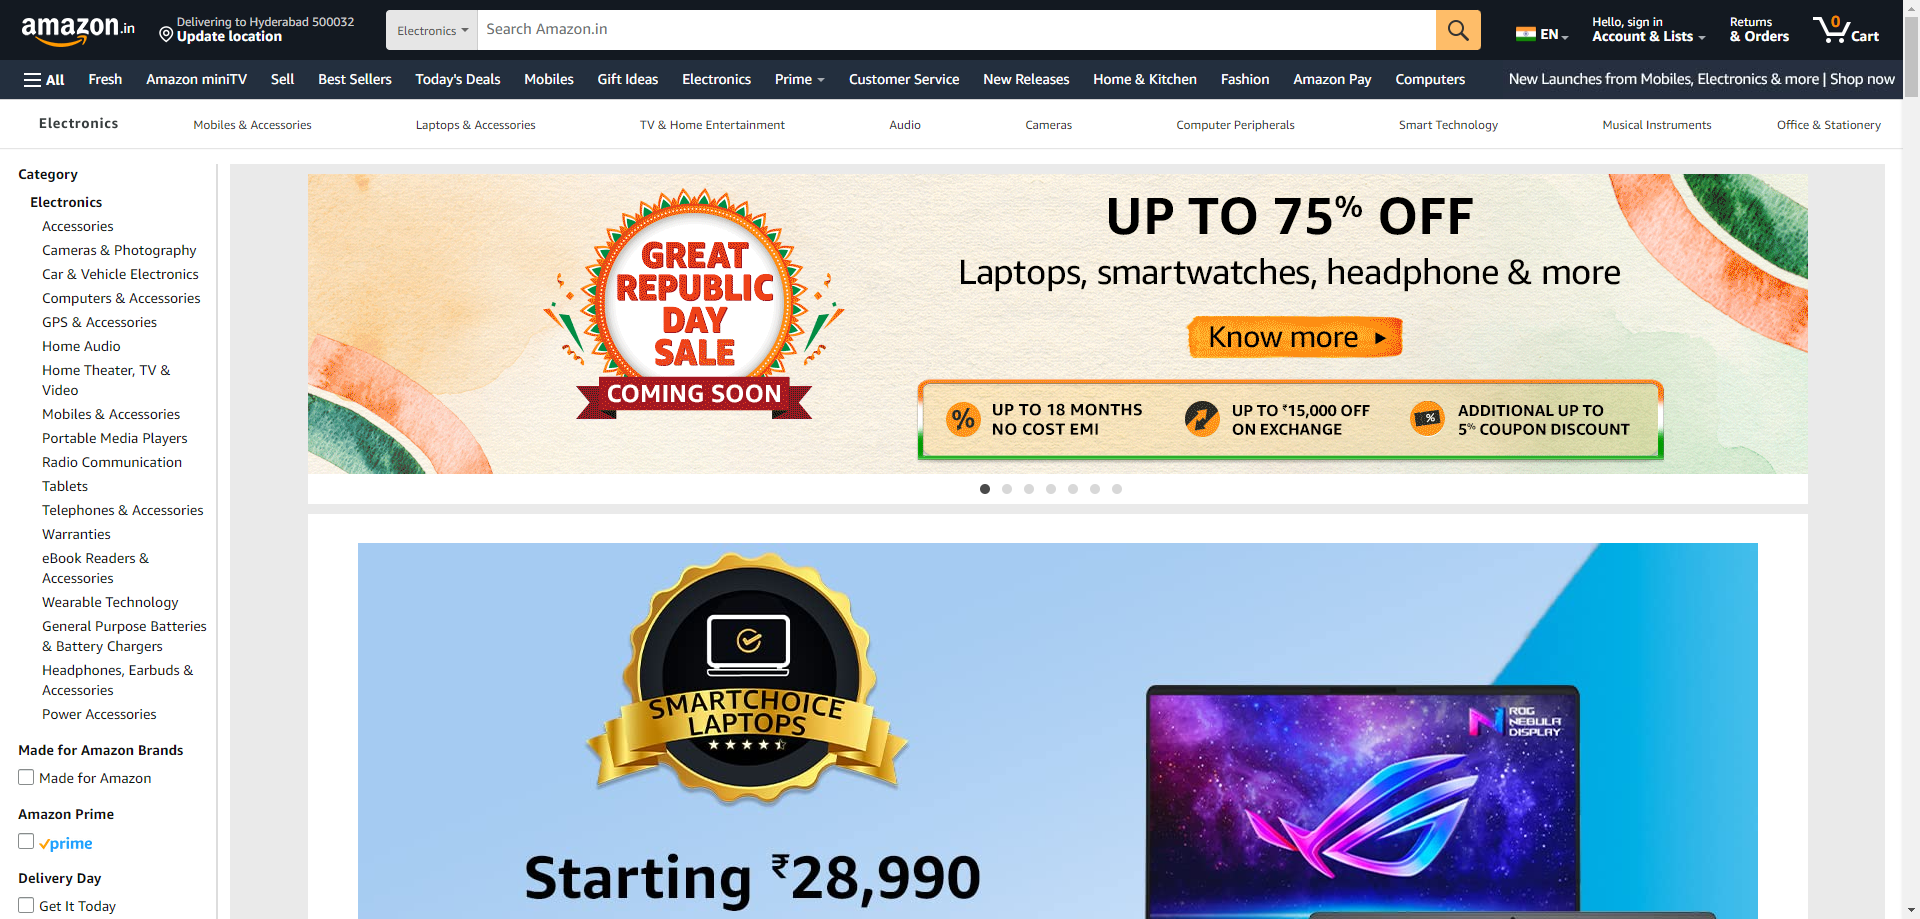 amazon.in
Delivering to Hyderabad 500032
Update location
Electronics
Search Amazon.in
EN
Hello, sign in
Account & Lists
Returns
& Orders
0
Cart
All
Fresh
Amazon miniTV
Sell
Best Sellers
Today's Deals
Mobiles
Gift Ideas
Electronics
Prime
Customer Service
New Releases
Home & Kitchen
Fashion
Amazon Pay
Computers
New Launches from Mobiles, Electronics & more | Shop now
Electronics
Mobiles & Accessories
Laptops & Accessories
TV & Home Entertainment
Audio
Cameras
Computer Peripherals
Smart Technology
Musical Instruments
Office & Stationery
Category
Electronics
Accessories
Cameras & Photography
Car & Vehicle Electronics
Computers & Accessories
GPS & Accessories
Home Audio
Home Theater, TV &
Video
Mobiles & Accessories
Portable Media Players
Radio Communication
Tablets
Telephones & Accessories
Warranties
eBook Readers &
Accessories
Wearable Technology
General Purpose Batteries
& Battery Chargers
Headphones, Earbuds &
Accessories
Power Accessories
Made for Amazon Brands
Made for Amazon
Amazon Prime
prime
Delivery Day
Get It Today
GREAT
REPUBLIC
DAY
SALE
COMING SOON
UP TO 75% OFF
Laptops, smartwatches, headphone & more
Know more
%
UP TO 18 MONTHS
NO COST EMI
UP TO ₹15,000 OFF
ON EXCHANGE
%
ADDITIONAL UP TO
5% COUPON DISCOUNT
SMARTCHOICE
LAPTOPS
Starting ₹28,990
ROG
NEBULA
DISPLAY